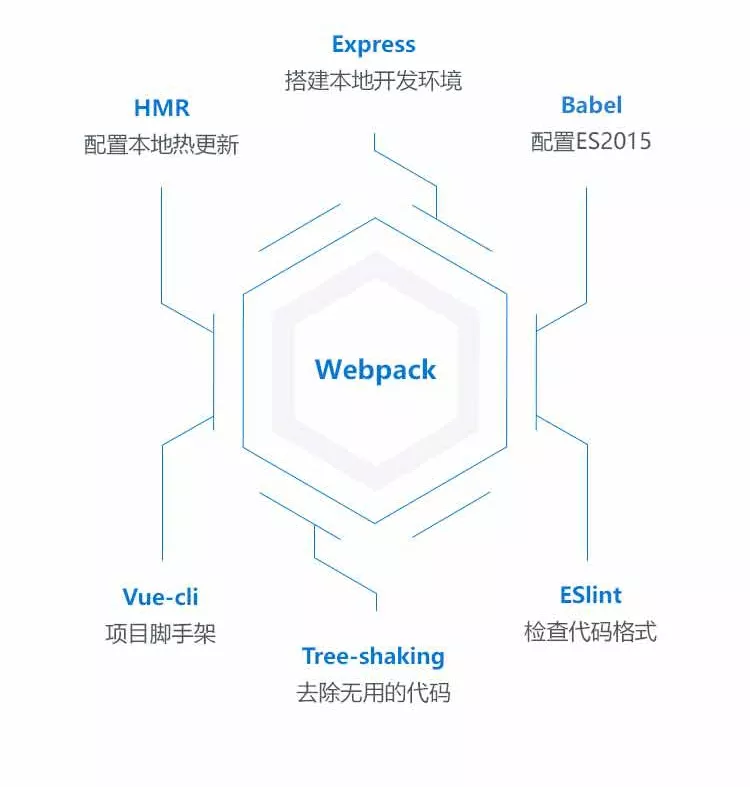 Express
搭建本地开发环境
HMR
配置本地热更新
Babel
配置ES2015
Webpack
Vue-cli
项目脚手架
ESlint
检查代码格式
Tree-shaking
去除无用的代码